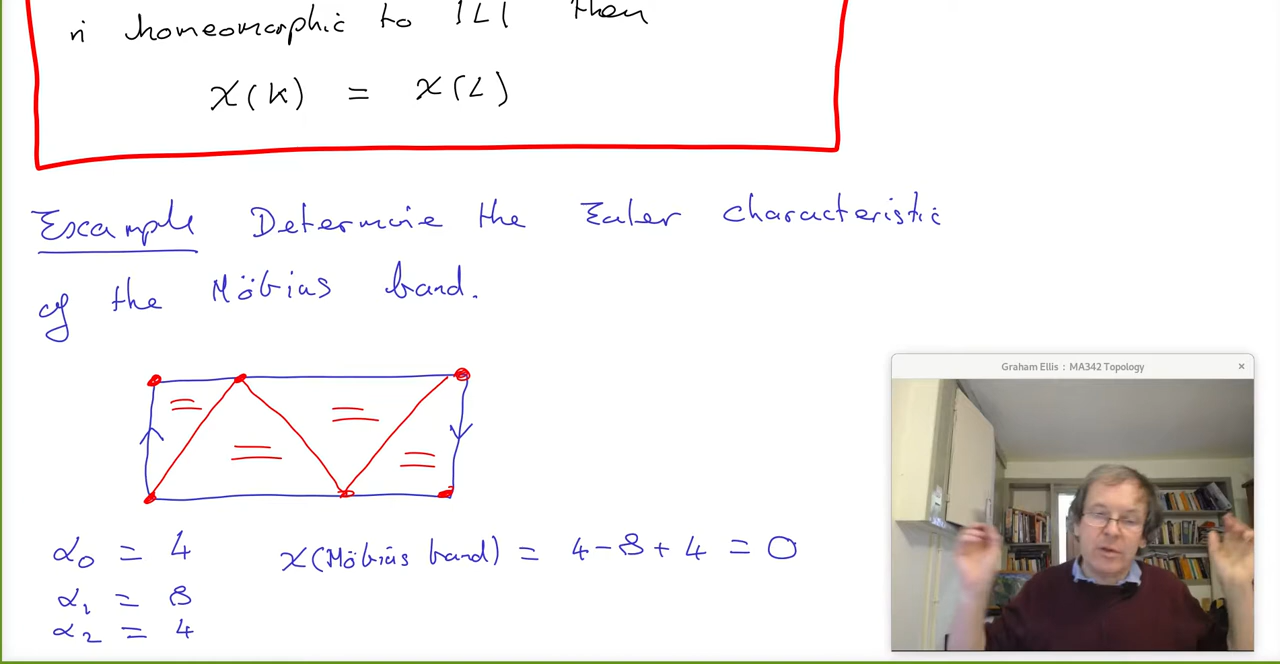 is homeomorphic to |L| then
χ(K) = χ(L)
Example Determine the Euler characteristic
of the Möbius band.
Graham Ellis : MA342 Topology
α₀ = 4 χ(Möbius band) = 4-8+4 = 0
α₁ = 8
α₂ = 4